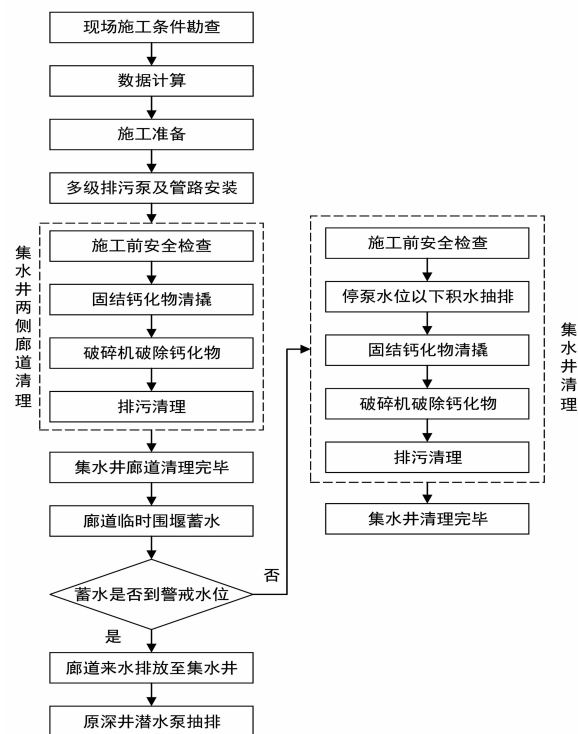 现场施工条件勘查
数据计算
施工准备
多级排污泵及管路安装
集水井两侧廊道清理
施工前安全检查
固结钙化物清撬
破碎机破除钙化物
排污清理
集水井廊道清理完毕
廊道临时围堰蓄水
蓄水是否到警戒水位
否
是
廊道来水排放至集水井
原深井潜水泵抽排
施工前安全检查
停泵水位以下积水抽排
固结钙化物清撬
破碎机破除钙化物
排污清理
集水井清理
集水井清理完毕